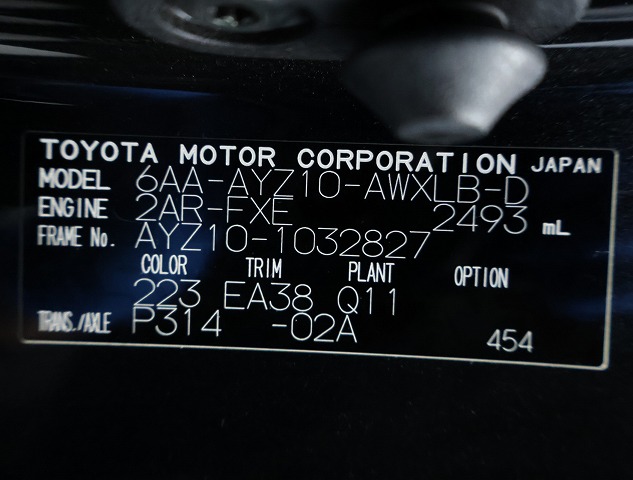 TOYOTA MOTOR CORPORATION JAPAN
MODEL 6AA-AYZ10-AWXLB-D
ENGINE 2AR-FXE 2493 mL
FRAME No. AYZ10-1032827
COLOR TRIM PLANT OPTION
223 EA38 Q11
TRANS./AXLE P314 -02A 454